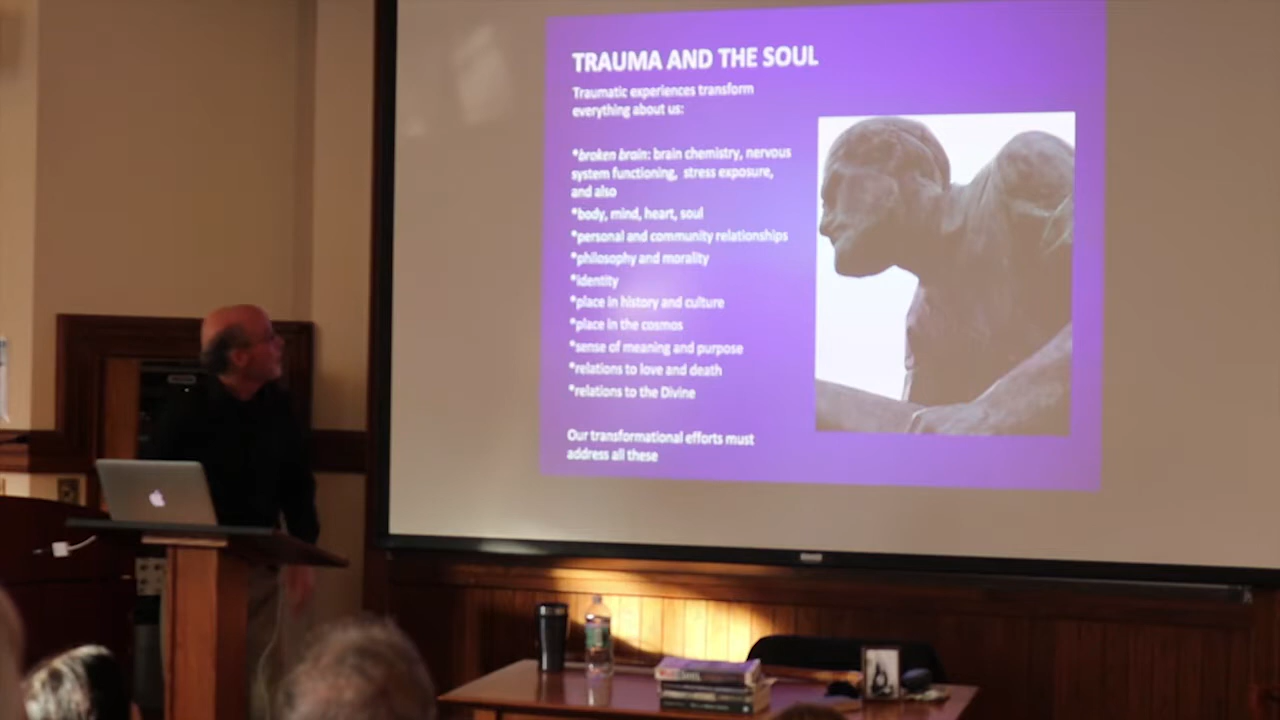 TRAUMA AND THE SOUL
Traumatic experiences transform
everything about us:
*broken brain: brain chemistry, nervous
system functioning, stress exposure,
and also
*body, mind, heart, soul
*personal and community relationships
*philosophy and morality
*identity
*place in history and culture
*place in the cosmos
*sense of meaning and purpose
*relations to love and death
*relations to the Divine
Our transformational efforts must
address all these